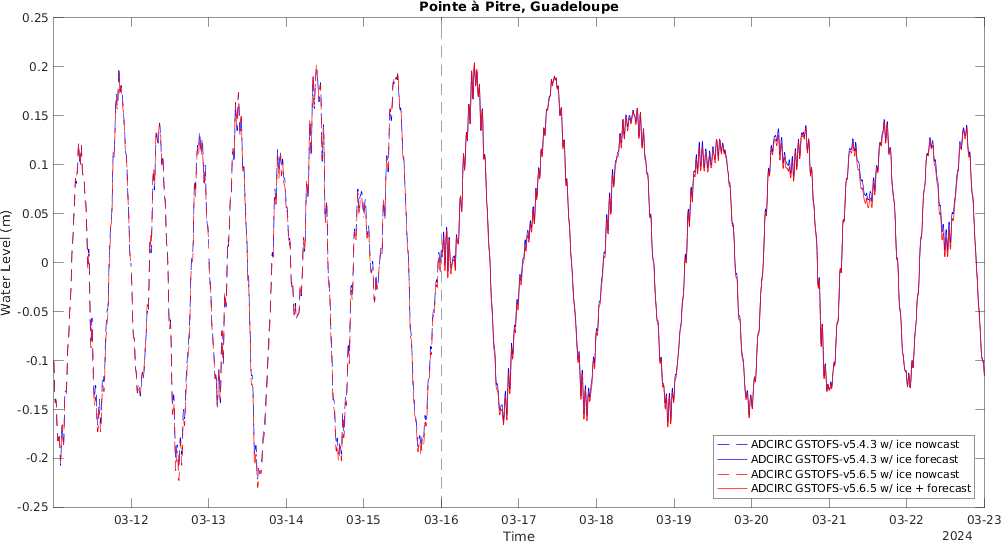 Pointe à Pitre, Guadeloupe
0.25
0.2
0.15
0.1
0.05
0
-0.05
-0.1
-0.15
-0.2
-0.25
Water Level (m)
ADCIRC GSTOFS-v5.4.3 w/ ice nowcast
ADCIRC GSTOFS-v5.4.3 w/ ice forecast
ADCIRC GSTOFS-v5.6.5 w/ ice nowcast
ADCIRC GSTOFS-v5.6.5 w/ ice + forecast
03-12 03-13 03-14 03-15 03-16 03-17 03-18 03-19 03-20 03-21 03-22 03-23
Time
2024